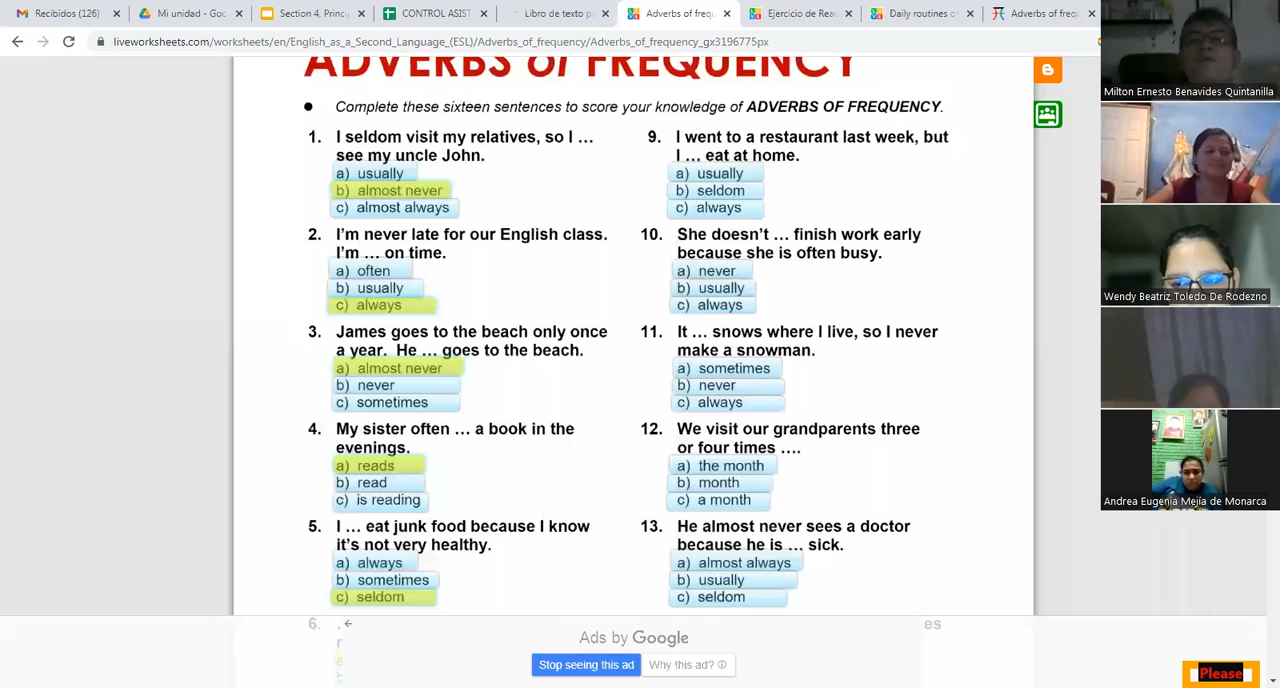 Recibidos (126)
Mi unidad - Goo
Section 4, Princi
CONTROL ASIST
Libro de texto p
Adverbs of freq
Ejercicio de Rea
Daily routines o
Adverbs of freq
liveworksheets.com/worksheets/en/English_as_a_Second_Language_(ESL)/Adverbs_of_frequency/Adverbs_of_frequency_gx3196775px
ADVERBS of FREQUENCY
● Complete these sixteen sentences to score your knowledge of ADVERBS OF FREQUENCY.
1. I seldom visit my relatives, so I …
see my uncle John.
a) usually
b) almost never
c) almost always
2. I'm never late for our English class.
I'm … on time.
a) often
b) usually
c) always
3. James goes to the beach only once
a year. He … goes to the beach.
a) almost never
b) never
c) sometimes
4. My sister often … a book in the
evenings.
a) reads
b) read
c) is reading
5. I … eat junk food because I know
it's not very healthy.
a) always
b) sometimes
c) seldom
6.
9. I went to a restaurant last week, but
I … eat at home.
a) usually
b) seldom
c) always
10. She doesn't … finish work early
because she is often busy.
a) never
b) usually
c) always
11. It … snows where I live, so I never
make a snowman.
a) sometimes
b) never
c) always
12. We visit our grandparents three
or four times ….
a) the month
b) month
c) a month
13. He almost never sees a doctor
because he is … sick.
a) almost always
b) usually
c) seldom
es
Ads by Google
Stop seeing this ad
Why this ad?
Milton Ernesto Benavides Quintanilla
Wendy Beatriz Toledo De Rodezno
Andrea Eugenia Mejía de Monarca
Please